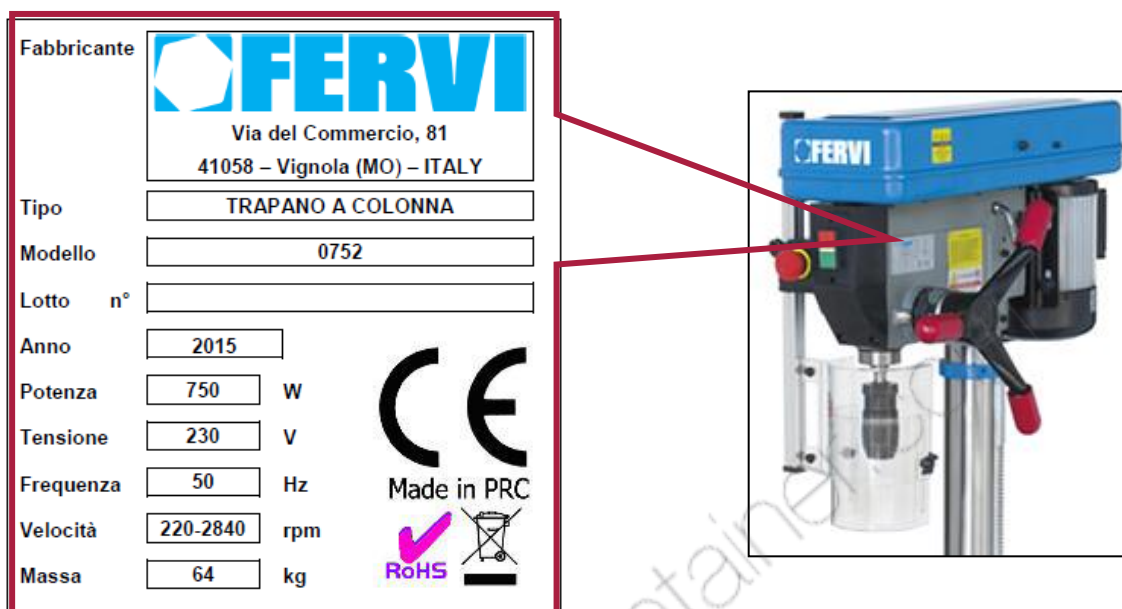 Fabbricante
FERVI
Via del Commercio, 81
41058 – Vignola (MO) – ITALY
Tipo TRAPANO A COLONNA
Modello 0752
Lotto n°
Anno 2015
Potenza 750 W
Tensione 230 V
Frequenza 50 Hz
Velocità 220-2840 rpm
Massa 64 kg
CE
Made in PRC
RoHS
FERVI